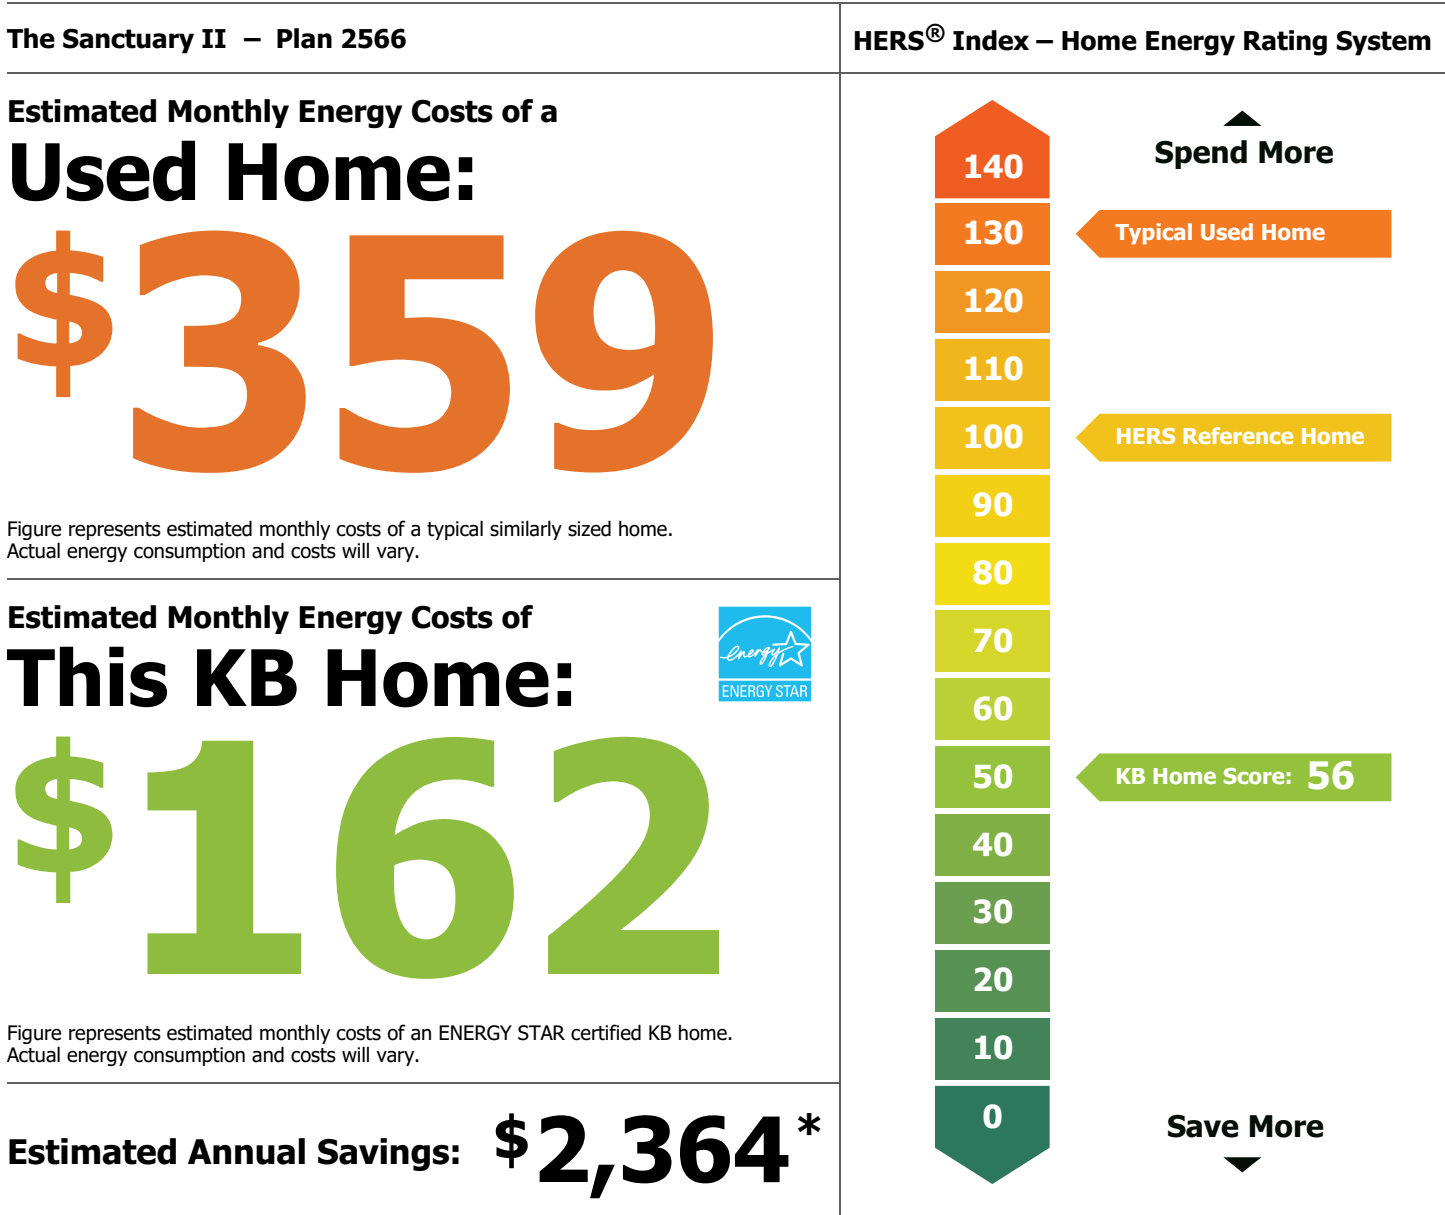 The Sanctuary II – Plan 2566
Estimated Monthly Energy Costs of a
Used Home:
$359
Figure represents estimated monthly costs of a typical similarly sized home.
Actual energy consumption and costs will vary.
Estimated Monthly Energy Costs of
This KB Home:
energy
ENERGY STAR
$162
Figure represents estimated monthly costs of an ENERGY STAR certified KB home.
Actual energy consumption and costs will vary.
Estimated Annual Savings: $2,364*
HERS® Index – Home Energy Rating System
Spend More
140
130 Typical Used Home
120
110
100 HERS Reference Home
90
80
70
60
50 KB Home Score: 56
40
30
20
10
0
Save More